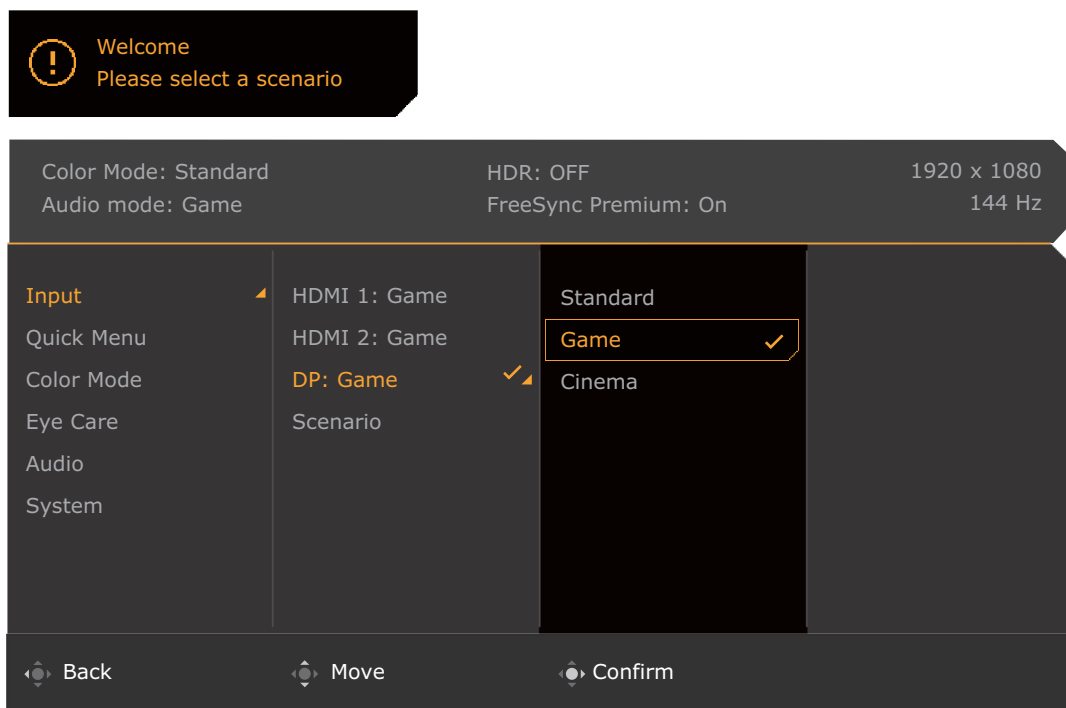 Welcome
Please select a scenario
Color Mode: Standard
HDR: OFF
1920 x 1080
Audio mode: Game
FreeSync Premium: On
144 Hz
Input
Quick Menu
Color Mode
Eye Care
Audio
System
HDMI 1: Game
HDMI 2: Game
DP: Game
Scenario
Standard
Game
Cinema
Back
Move
Confirm